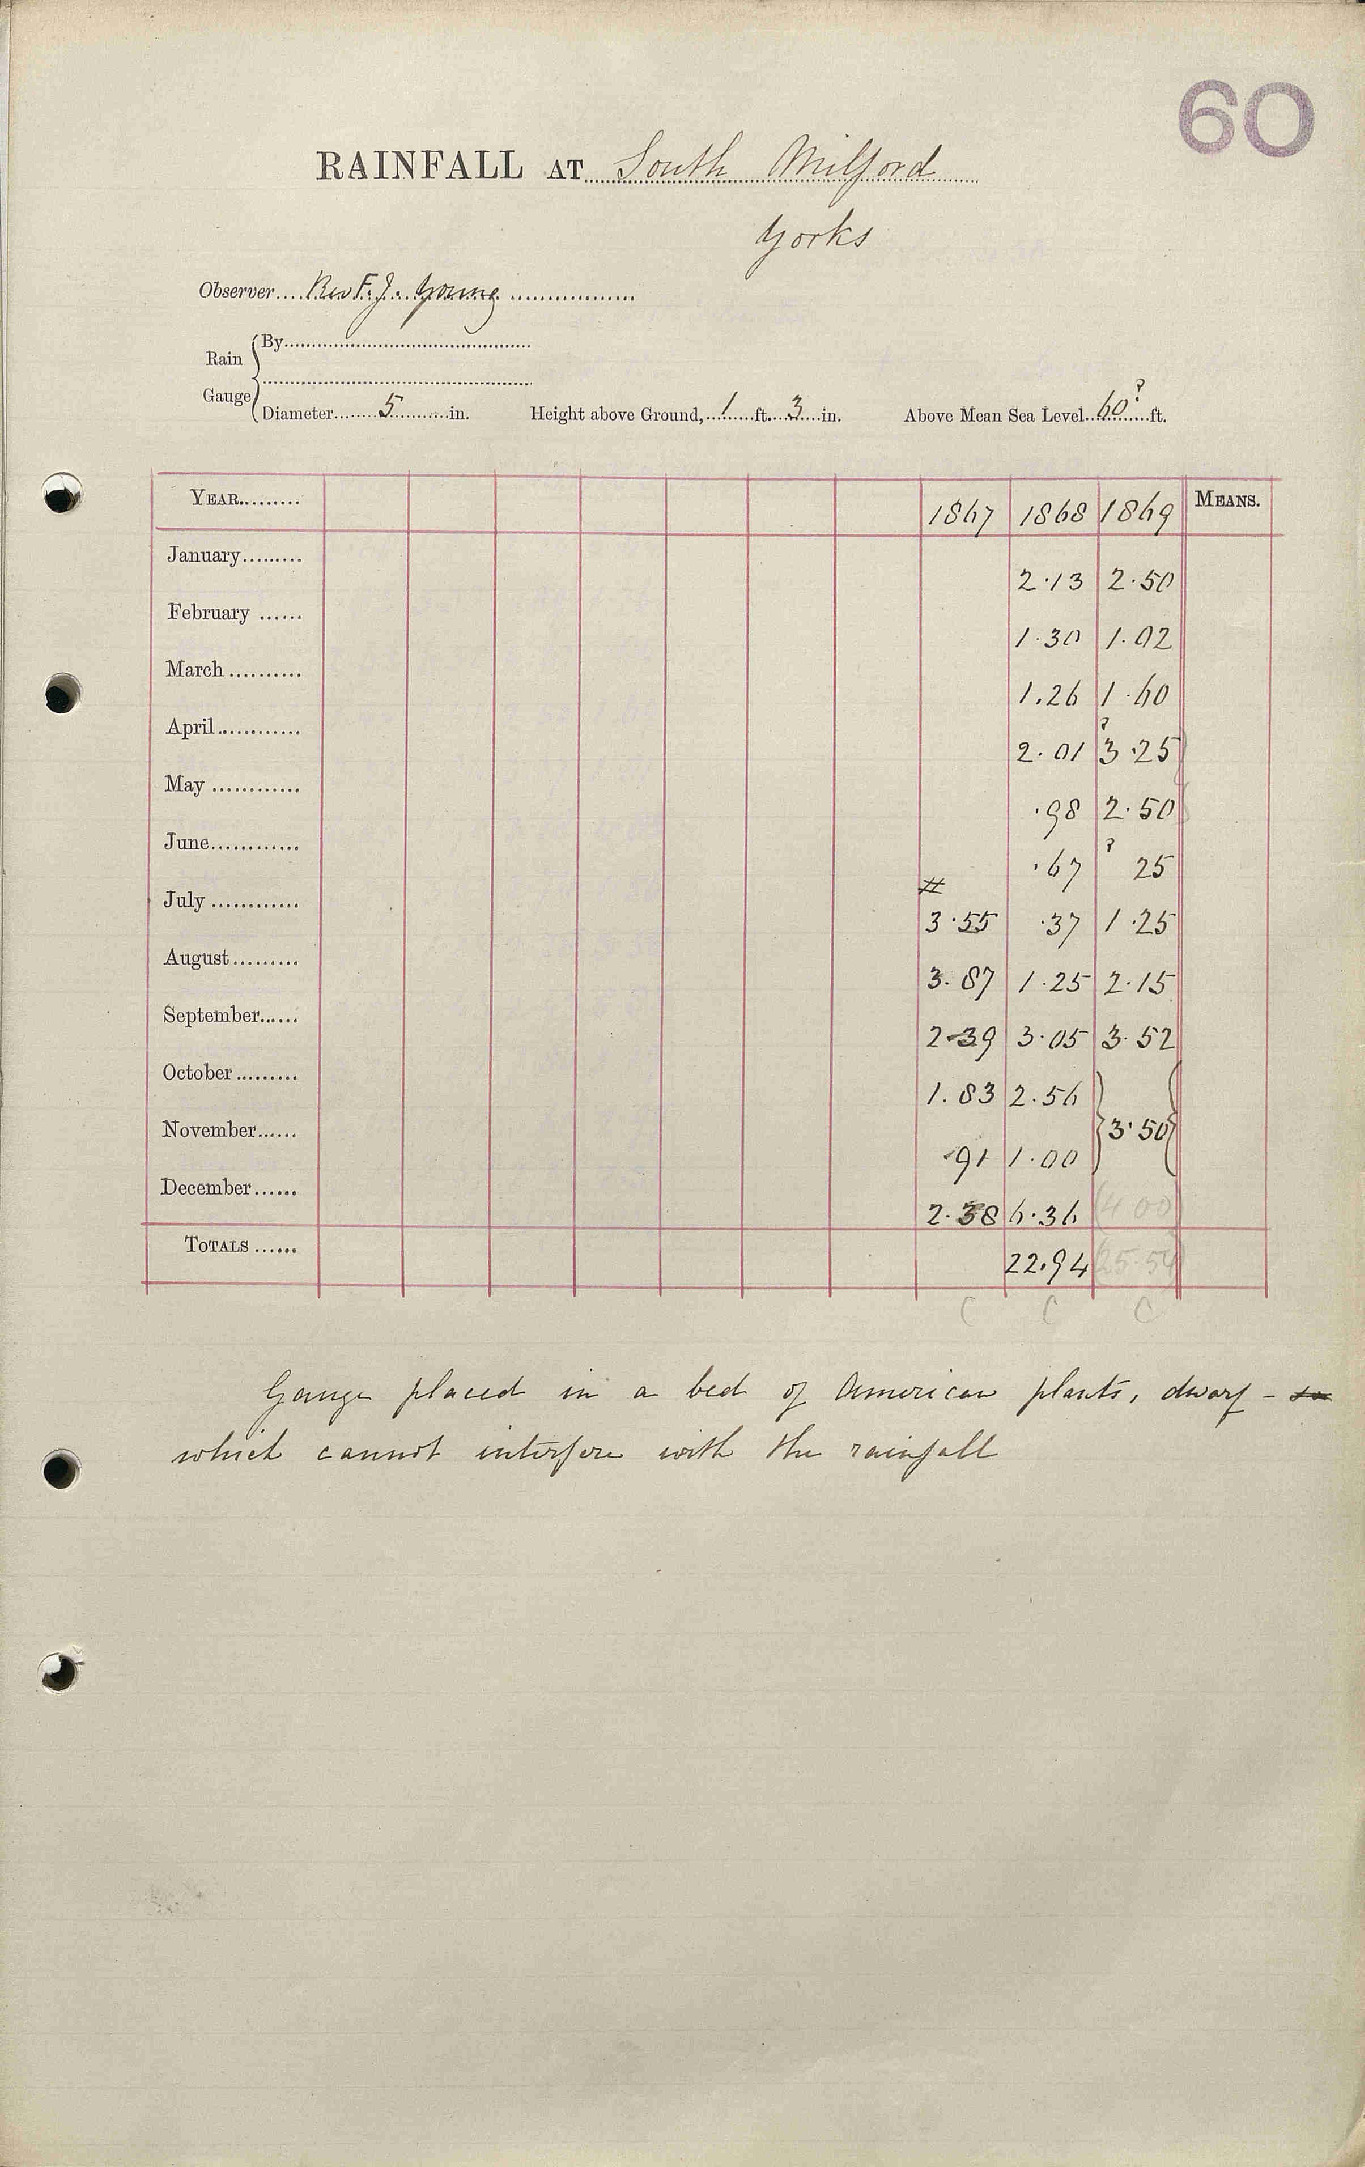 60
RAINFALL AT South Milford
Yorks
Observer.... Rev F. J. Young
Rain Gauge
By
Diameter 5 in. Height above Ground, 1 ft. 3 in. Above Mean Sea Level 60? ft.
YEAR 1867 1868 1869 MEANS.
January 2.13 2.50
February 1.30 1.02
March 1.26 1.60
April 2.01 ? 3.25
May .98 2.50
June .67 ? 25
July # 3.55 .37 1.25
August 3.87 1.25 2.15
September 2.39 3.05 3.52
October 1.83 2.56
} 3.50 {
November .91 1.00
December 2.38 6.36 (4.00)
TOTALS 22.94 (25.54)
C C C
Gauge placed in a bed of American plants, dwarf -
which cannot interfere with the rainfall